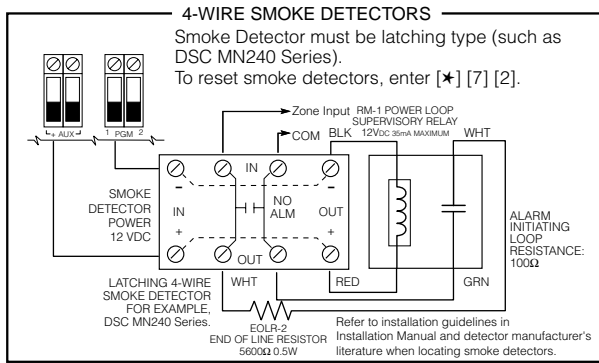 4-WIRE SMOKE DETECTORS
Smoke Detector must be latching type (such as
DSC MN240 Series).
To reset smoke detectors, enter [★] [7] [2].
+ AUX -
1 PGM 2
Zone Input
COM
RM-1 POWER LOOP
SUPERVISORY RELAY
12VDC 35mA MAXIMUM
BLK
WHT
SMOKE
DETECTOR
POWER
12 VDC
IN
-
-
IN
NO
ALM
OUT
+
+
OUT
ALARM
INITIATING
LOOP
RESISTANCE:
100Ω
LATCHING 4-WIRE
SMOKE DETECTOR
FOR EXAMPLE,
DSC MN240 Series.
WHT
RED
GRN
EOLR-2
END OF LINE RESISTOR
5600Ω 0.5W
Refer to installation guidelines in
Installation Manual and detector manufacturer's
literature when locating smoke detectors.